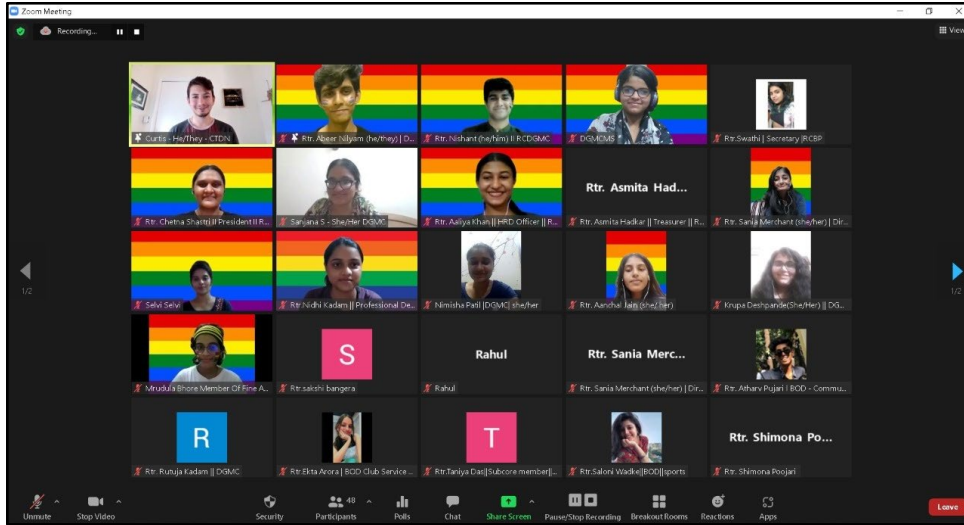 Zoom Meeting
Recording...
View
Curtis - He/They - CTDN
Rtr. Abeer Nilyam (he/they) | D...
Rtr. Nishant (he/him) II RCDGMC
DGMCMS
Rtr.Swathi | Secretary |RCBP
Rtr. Chetna Shastri II President II R...
Sanjana S - She/Her DGMC
Rtr. Aaliya Khan || HRD Officer || R...
Rtr. Asmita Had...
Rtr. Asmita Hadkar || Treasurer || R...
Rtr. Sania Merchant (she/her) | Dir...
1/2
Selvi Selvi
Rtr.Nidhi Kadam || Professional De...
Nimisha Patil |DGMC| she/her
Rtr. Aanchal Jain (she/ her)
Krupa Deshpande(She/Her) || DG...
1/2
Mrudula Bhore Member Of Fine A...
S
Rtr.sakshi bangera
Rahul
Rahul
Rtr. Sania Merc...
Rtr. Sania Merchant (she/her) | Dir...
Rtr. Atharv Pujari I BOD - Commu...
R
Rtr. Rutuja Kadam || DGMC
Rtr.Ekta Arora | BOD Club Service ...
T
Rtr.Taniya Das||Subcore member|...
Rtr.Saloni Wadke||BOD||sports
Rtr. Shimona Po...
Rtr. Shimona Poojari
Unmute
Stop Video
Security
48
Participants
Polls
Chat
Share Screen
Pause/Stop Recording
Breakout Rooms
Reactions
Apps
Leave